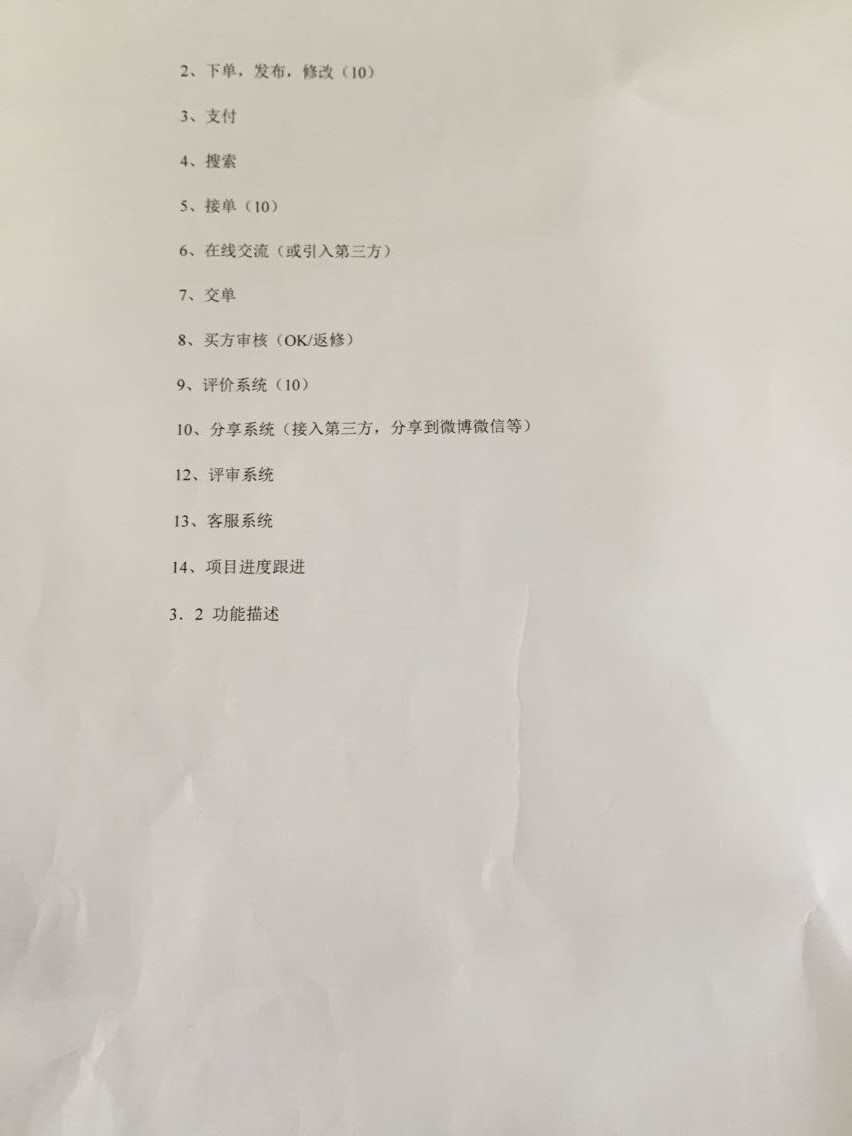 2、下单，发布，修改（10）
3、支付
4、搜索
5、接单（10）
6、在线交流（或引入第三方）
7、交单
8、买方审核（OK/返修）
9、评价系统（10）
10、分享系统（接入第三方，分享到微博微信等）
12、评审系统
13、客服系统
14、项目进度跟进
3．2 功能描述